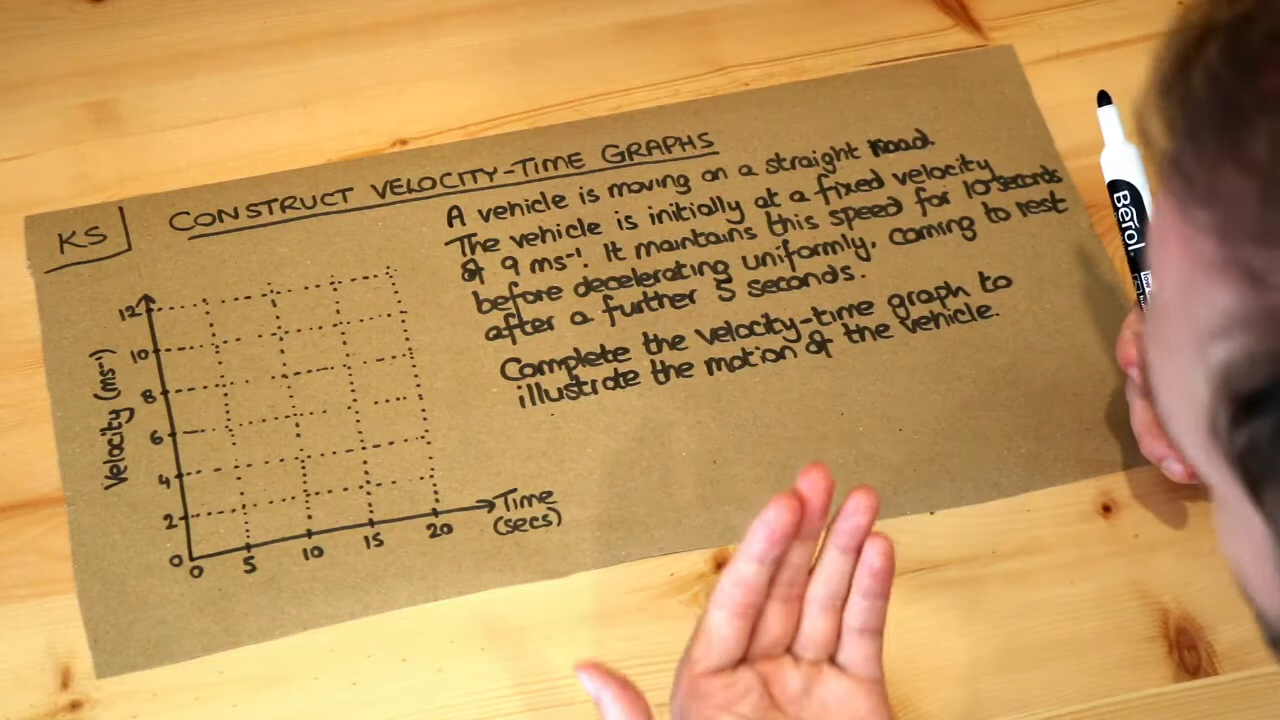 KS
CONSTRUCT VELOCITY-TIME GRAPHS
A vehicle is moving on a straight road.
The vehicle is initially at a fixed velocity
of 9 ms⁻¹. It maintains this speed for 10 seconds
before decelerating uniformly, coming to rest
after a further 5 seconds.
Complete the velocity-time graph to
illustrate the motion of the vehicle.
Velocity (ms⁻¹)
12
10
8
6
4
2
0
0 5 10 15 20
Time
(secs)
Berol